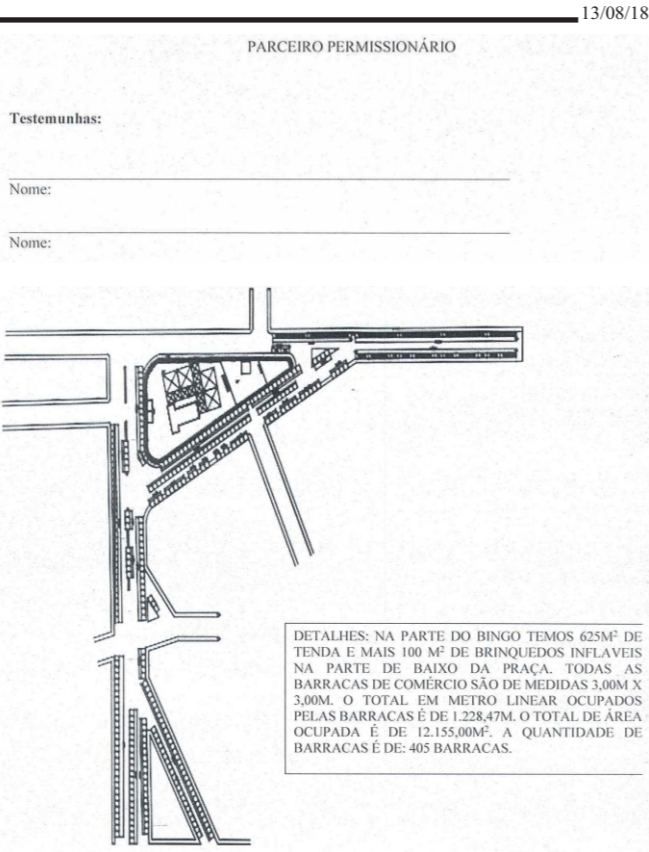 13/08/18
PARCEIRO PERMISSIONÁRIO
Testemunhas:
Nome:
Nome:
DETALHES: NA PARTE DO BINGO TEMOS 625M² DE
TENDA E MAIS 100 M² DE BRINQUEDOS INFLAVEIS
NA PARTE DE BAIXO DA PRAÇA. TODAS AS
BARRACAS DE COMÉRCIO SÃO DE MEDIDAS 3,00M X
3,00M. O TOTAL EM METRO LINEAR OCUPADOS
PELAS BARRACAS É DE 1.228,47M. O TOTAL DE ÁREA
OCUPADA É DE 12.155,00M². A QUANTIDADE DE
BARRACAS É DE: 405 BARRACAS.